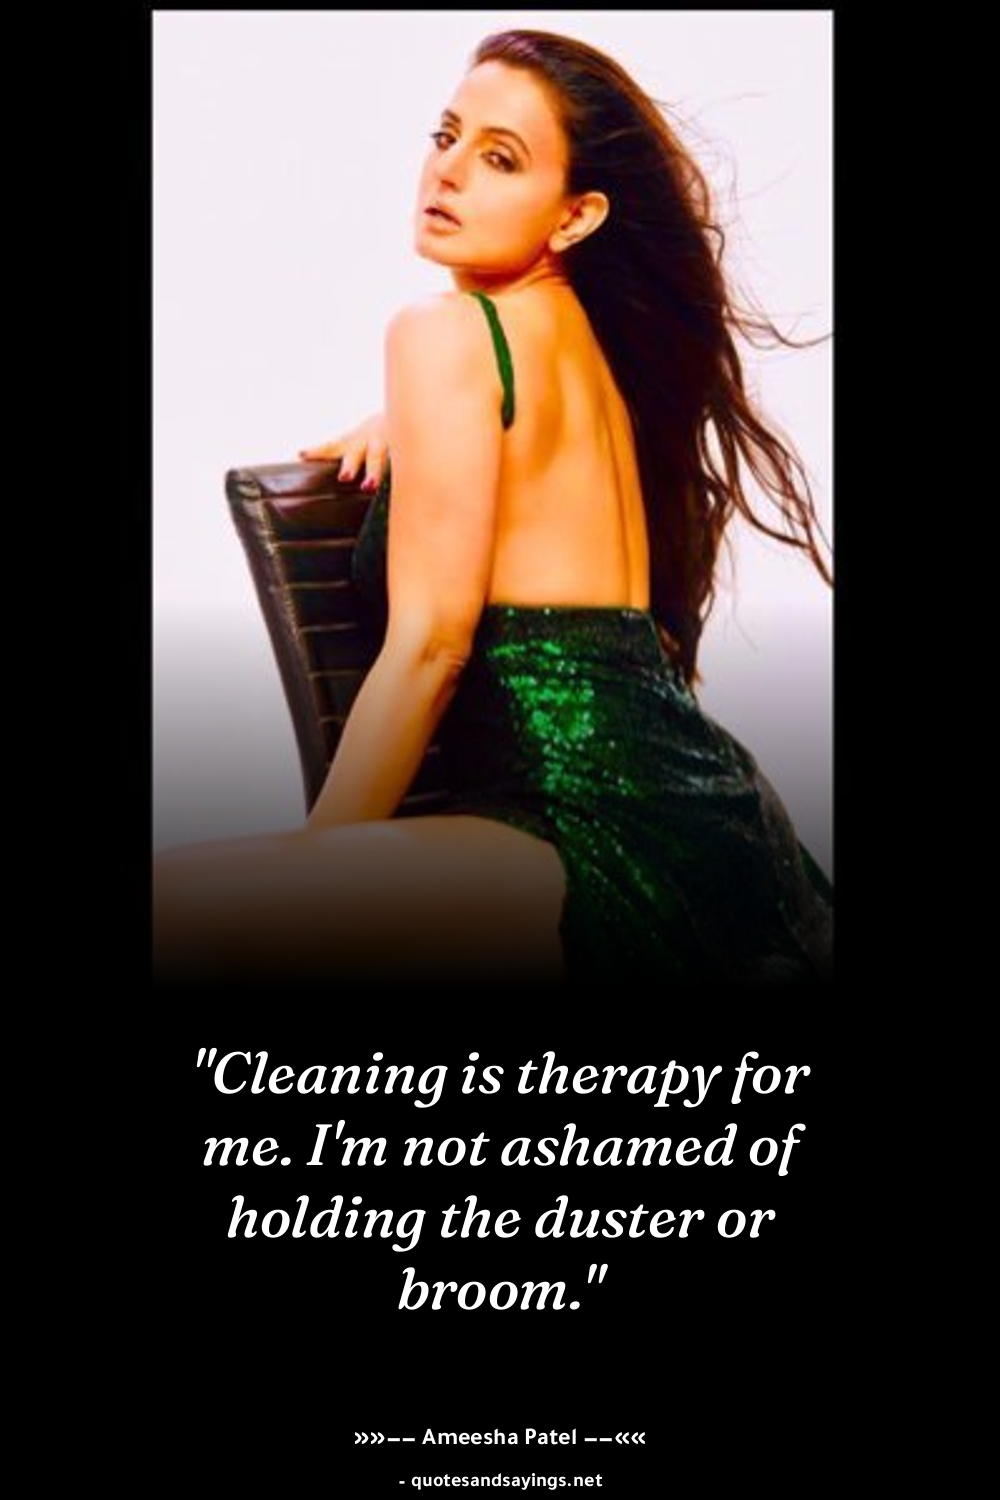 "Cleaning is therapy for
me. I'm not ashamed of
holding the duster or
broom."
»»–– Ameesha Patel ––««
- quotesandsayings.net